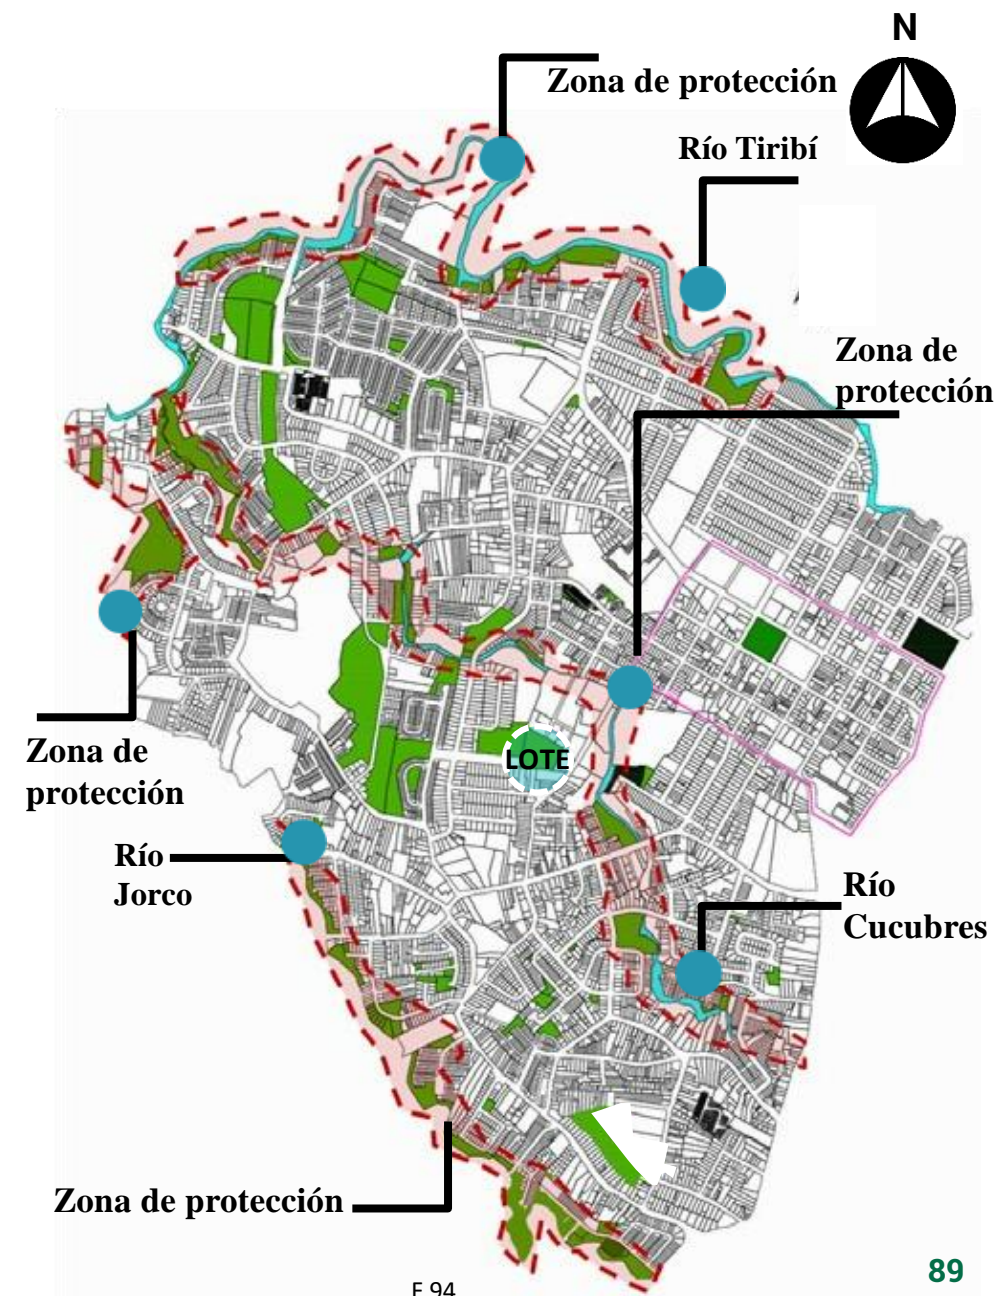 N
Zona de protección
Río Tiribí
Zona de
protección
LOTE
Zona de
protección
Río
Jorco
Río
Cucubres
Zona de protección
F 94
89